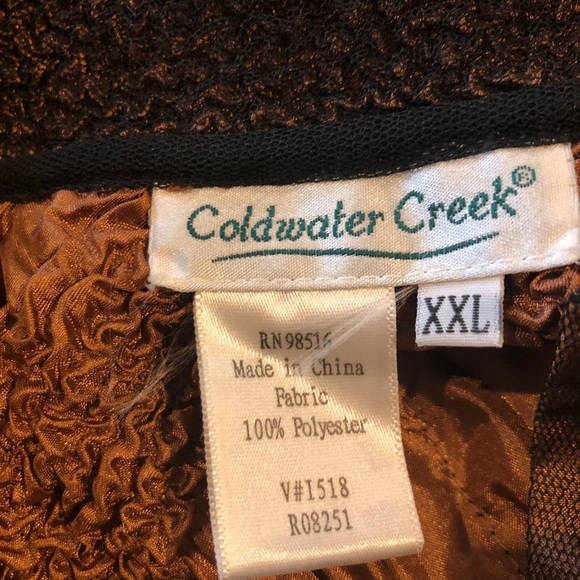 Coldwater Creek®
XXL
RN98516
Made in China
Fabric
100% Polyester
V#I518
R08251